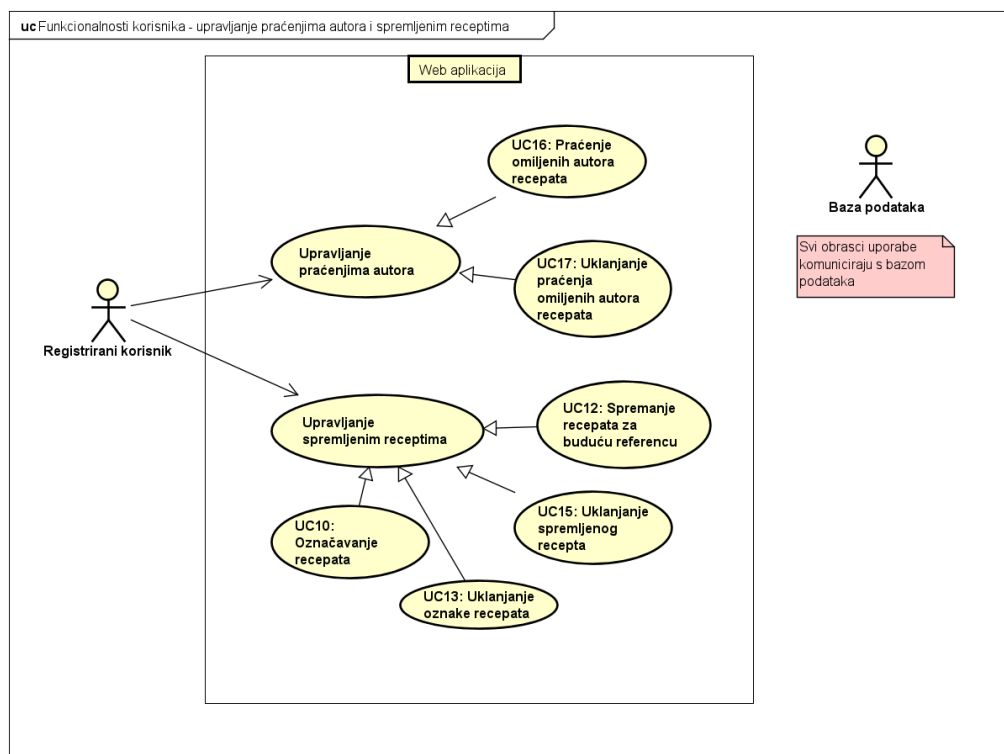 uc Funkcionalnosti korisnika - upravljanje praćenjima autora i spremljenim receptima
Web aplikacija
UC16: Praćenje
omiljenih autora
recepata
Baza podataka
Svi obrasci uporabe
komuniciraju s bazom
podataka
Upravljanje
praćenjima autora
UC17: Uklanjanje
praćenja
omiljenih autora
recepata
Registrirani korisnik
Upravljanje
spremljenim receptima
UC12: Spremanje
recepata za
buduću referencu
UC15: Uklanjanje
spremljenog
recepta
UC10:
Označavanje
recepata
UC13: Uklanjanje
oznake recepata